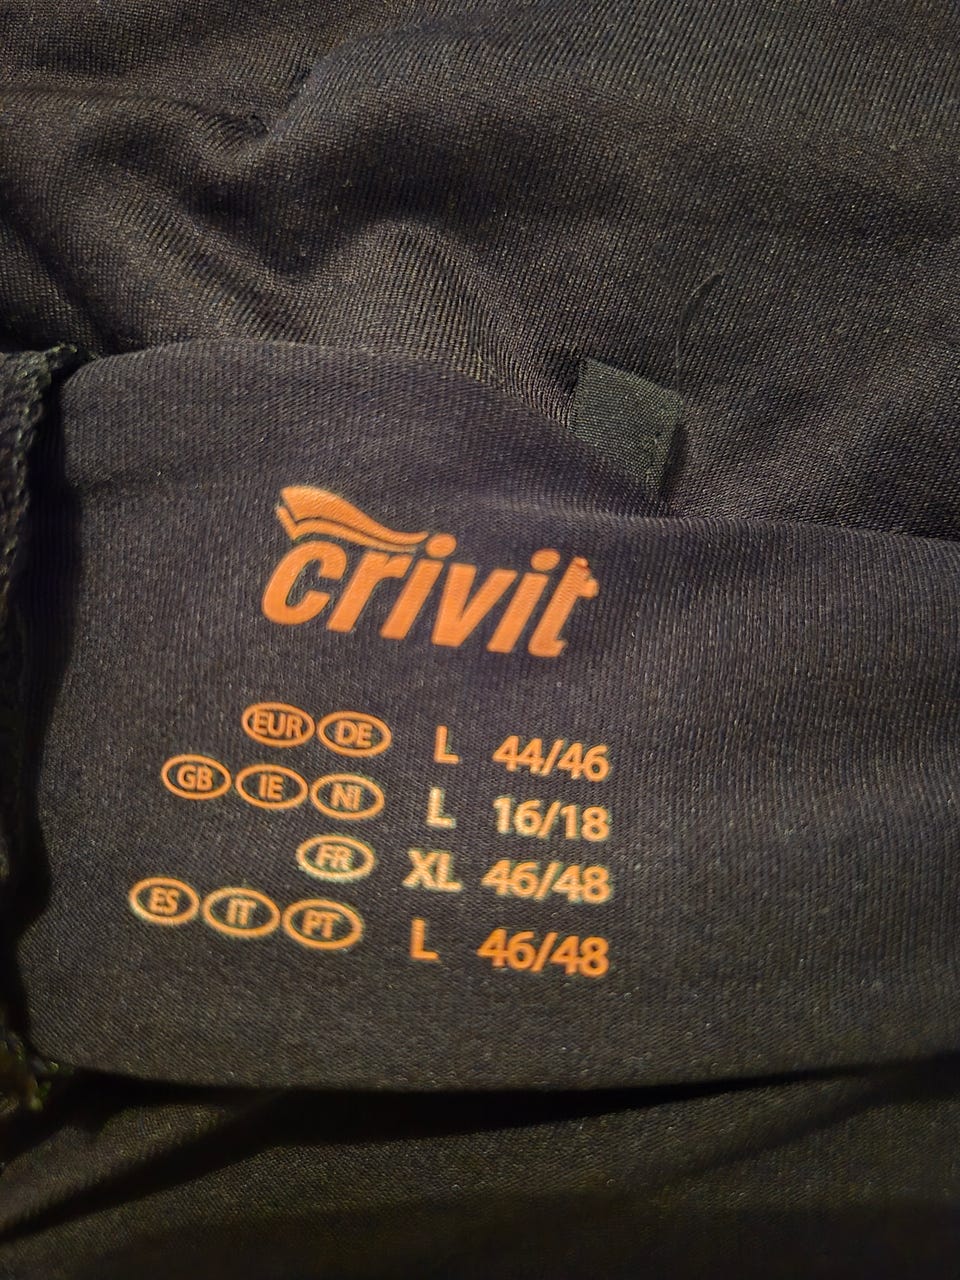 crivit
EUR DE L 44/46
GB IE NI L 16/18
FR XL 46/48
ES IT PT L 46/48